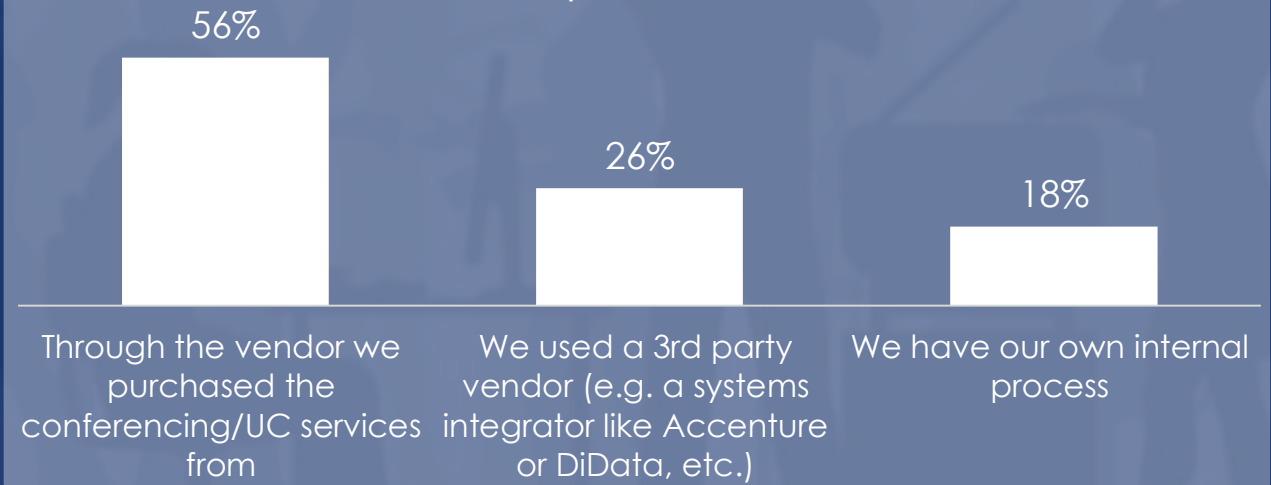 56%
26%
18%
Through the vendor we
purchased the
conferencing/UC services
from
We used a 3rd party
vendor (e.g. a systems
integrator like Accenture
or DiData, etc.)
We have our own internal
process